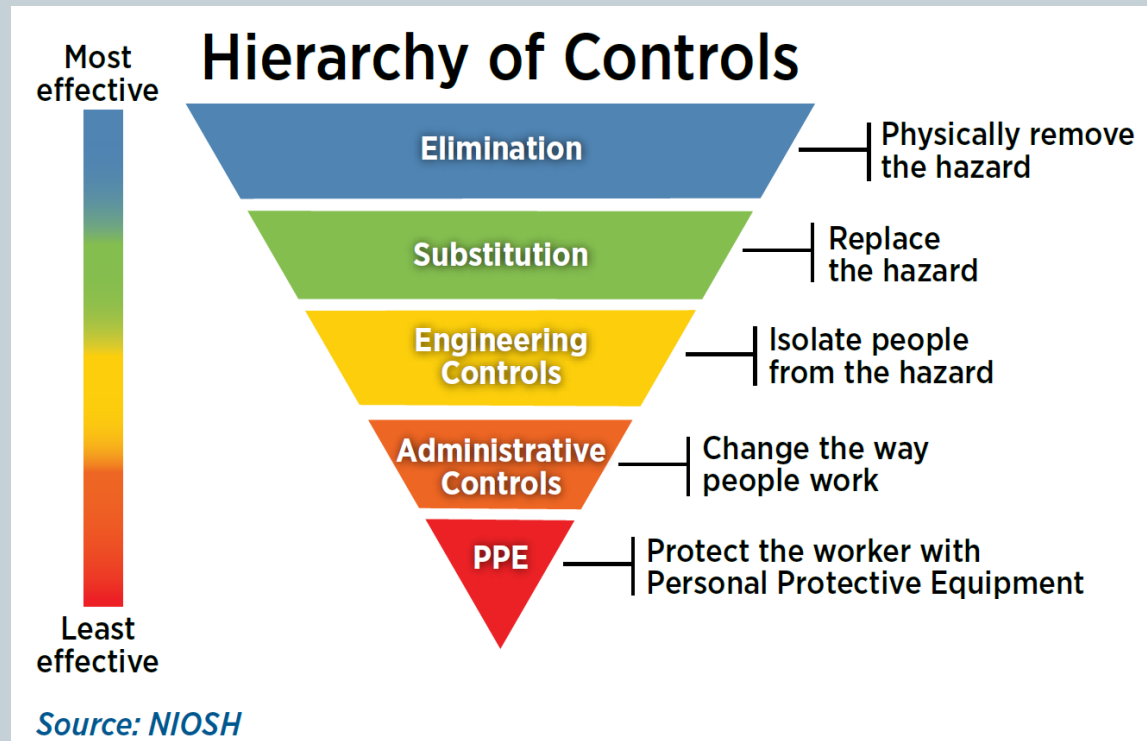 Most
effective
Hierarchy of Controls
Elimination
Physically remove
the hazard
Substitution
Replace
the hazard
Engineering
Controls
Isolate people
from the hazard
Administrative
Controls
Change the way
people work
PPE
Protect the worker with
Personal Protective Equipment
Least
effective
Source: NIOSH